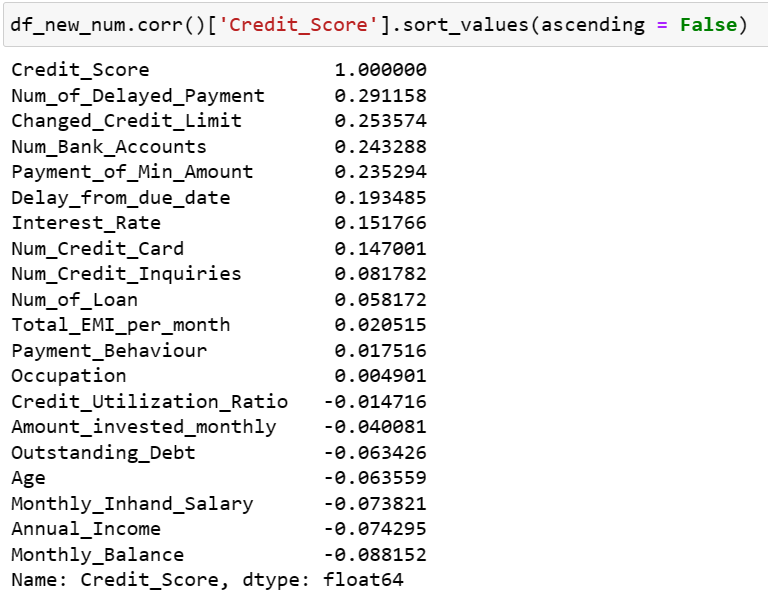 df_new_num.corr()['Credit_Score'].sort_values(ascending = False)
Credit_Score 1.000000
Num_of_Delayed_Payment 0.291158
Changed_Credit_Limit 0.253574
Num_Bank_Accounts 0.243288
Payment_of_Min_Amount 0.235294
Delay_from_due_date 0.193485
Interest_Rate 0.151766
Num_Credit_Card 0.147001
Num_Credit_Inquiries 0.081782
Num_of_Loan 0.058172
Total_EMI_per_month 0.020515
Payment_Behaviour 0.017516
Occupation 0.004901
Credit_Utilization_Ratio -0.014716
Amount_invested_monthly -0.040081
Outstanding_Debt -0.063426
Age -0.063559
Monthly_Inhand_Salary -0.073821
Annual_Income -0.074295
Monthly_Balance -0.088152
Name: Credit_Score, dtype: float64